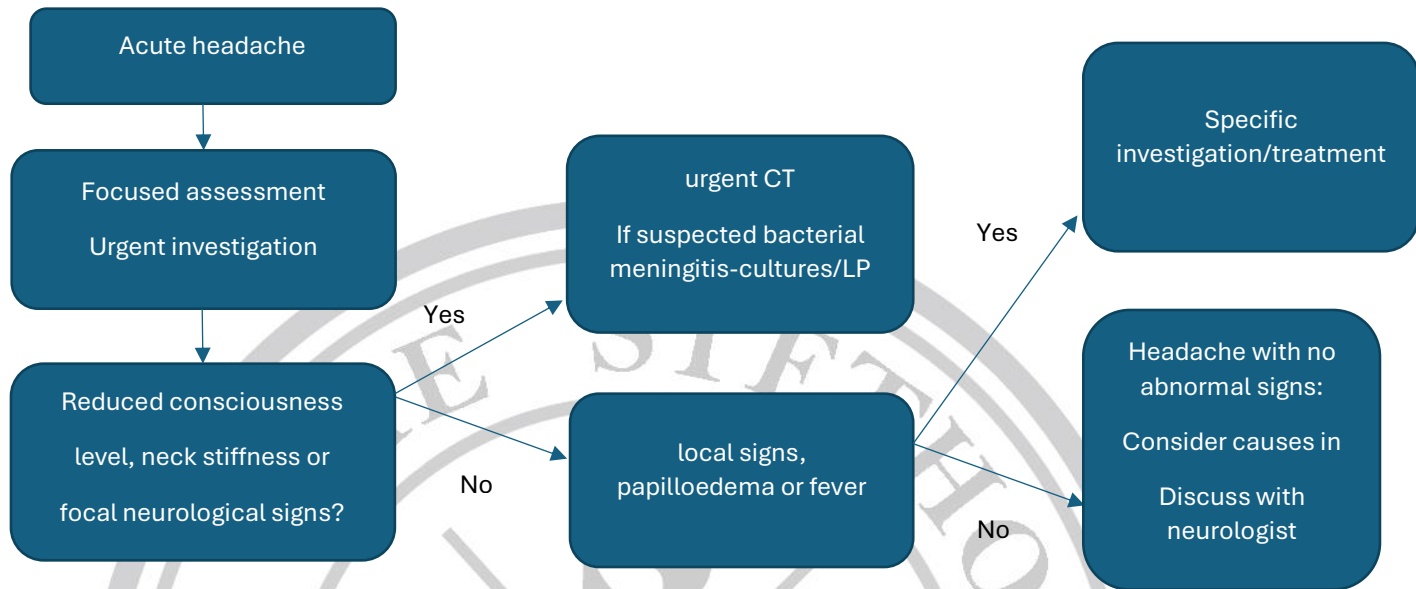 Acute headache
Focused assessment
Urgent investigation
Reduced consciousness
level, neck stiffness or
focal neurological signs?
Yes
No
urgent CT
If suspected bacterial
meningitis-cultures/LP
local signs,
papilloedema or fever
Yes
No
Specific
investigation/treatment
Headache with no
abnormal signs:
Consider causes in
Discuss with
neurologist